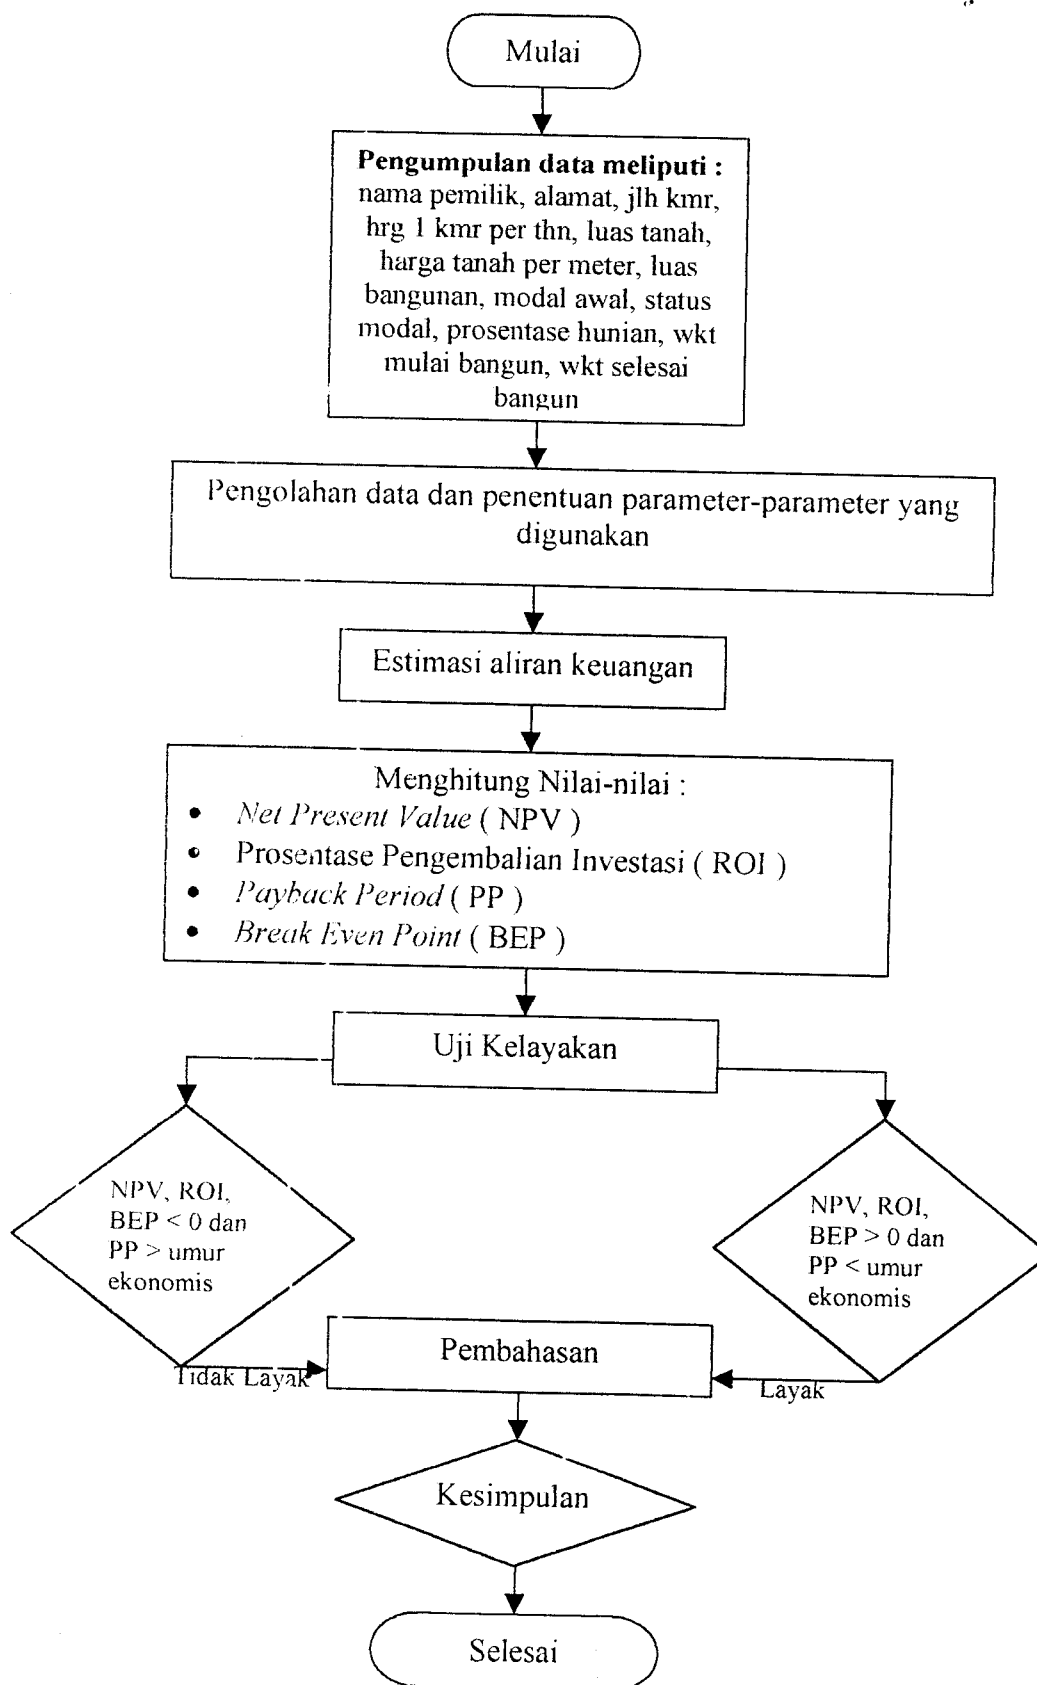 Mulai
Pengumpulan data meliputi :
nama pemilik, alamat, jlh kmr,
hrg 1 kmr per thn, luas tanah,
harga tanah per meter, luas
bangunan, modal awal, status
modal, prosentase hunian, wkt
mulai bangun, wkt selesai
bangun
Pengolahan data dan penentuan parameter-parameter yang
digunakan
Estimasi aliran keuangan
Menghitung Nilai-nilai :
• Net Present Value ( NPV )
• Prosentase Pengembalian Investasi ( ROI )
• Payback Period ( PP )
• Break Even Point ( BEP )
Uji Kelayakan
NPV, ROI,
BEP < 0 dan
PP > umur
ekonomis
NPV, ROI,
BEP > 0 dan
PP < umur
ekonomis
Pembahasan
Tidak Layak
Layak
Kesimpulan
Selesai